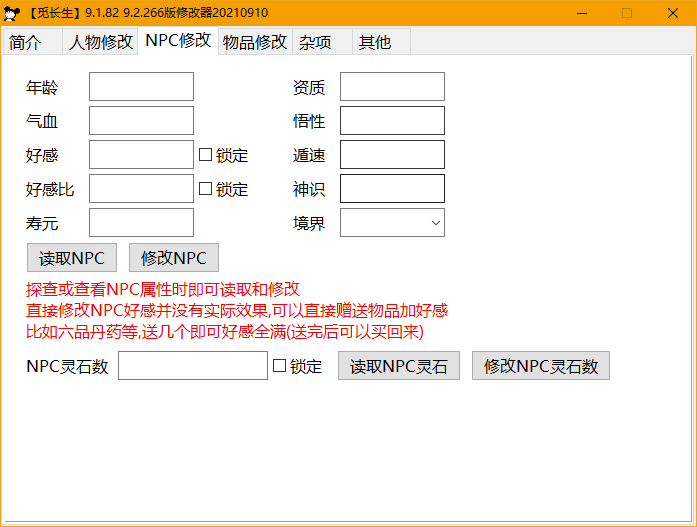 【觅长生】9.1.82 9.2.266版修改器20210910
简介 人物修改 NPC修改 物品修改 杂项 其他
年龄 资质
气血 悟性
好感 锁定 遁速
好感比 锁定 神识
寿元 境界
读取NPC 修改NPC
探查或查看NPC属性时即可读取和修改
直接修改NPC好感并没有实际效果,可以直接赠送物品加好感
比如六品丹药等,送几个即可好感全满(送完后可以买回来)
NPC灵石数 锁定 读取NPC灵石 修改NPC灵石数